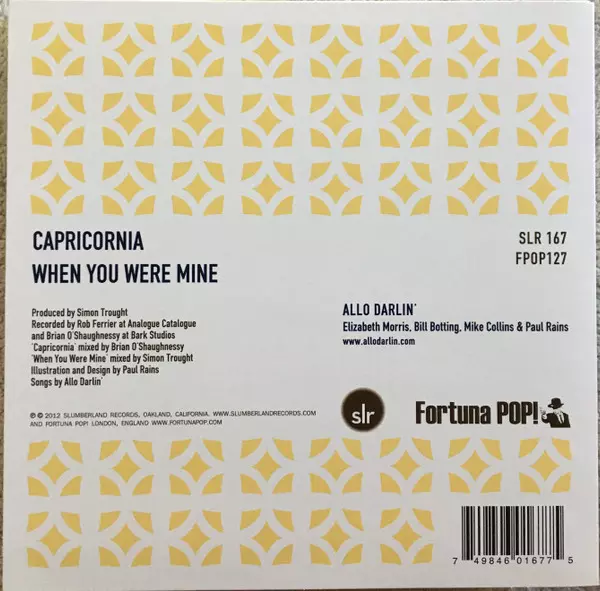 CAPRICORNIA
WHEN YOU WERE MINE
SLR 167
FPOP127
Produced by Simon Trought
Recorded by Rob Ferrier at Analogue Catalogue
and Brian O'Shaughnessy at Bark Studios
'Capricornia' mixed by Brian O'Shaughnessy
'When You Were Mine' mixed by Simon Trought
Illustration and Design by Paul Rains
Songs by Allo Darlin'
ALLO DARLIN'
Elizabeth Morris, Bill Botting, Mike Collins & Paul Rains
www.allodarlin.com
℗ © 2012 SLUMBERLAND RECORDS, OAKLAND, CALIFORNIA. WWW.SLUMBERLANDRECORDS.COM
AND FORTUNA POP! LONDON, ENGLAND WWW.FORTUNAPOP.COM
slr
Fortuna POP!
7 49846 01677 5